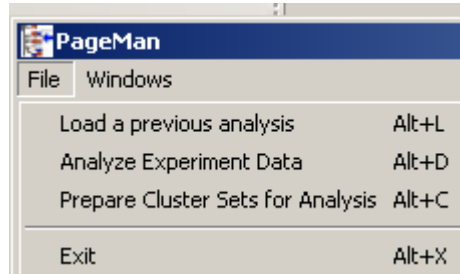 PageMan
File Windows
Load a previous analysis Alt+L
Analyze Experiment Data Alt+D
Prepare Cluster Sets for Analysis Alt+C
Exit Alt+X